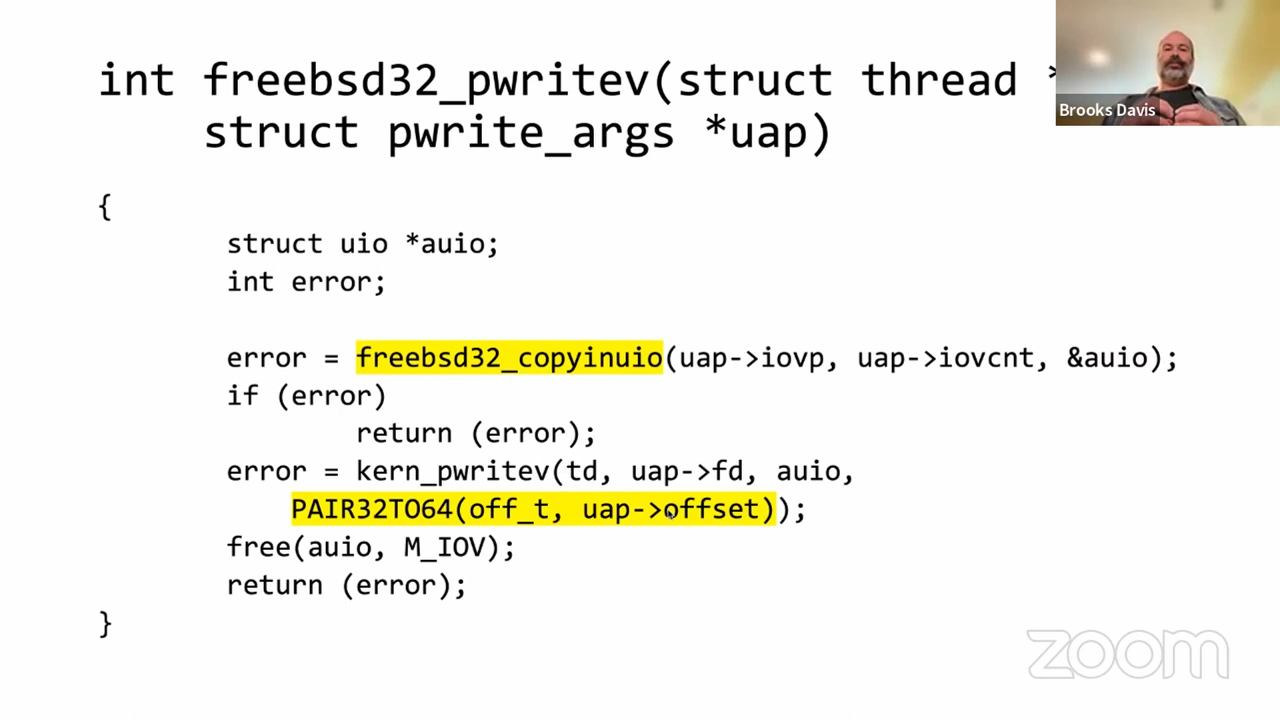 int freebsd32_pwritev(struct thread *
struct pwrite_args *uap)
Brooks Davis
{
struct uio *auio;
int error;
error = freebsd32_copyinuio(uap->iovp, uap->iovcnt, &auio);
if (error)
return (error);
error = kern_pwritev(td, uap->fd, auio,
PAIR32TO64(off_t, uap->offset));
free(auio, M_IOV);
return (error);
}
zoom